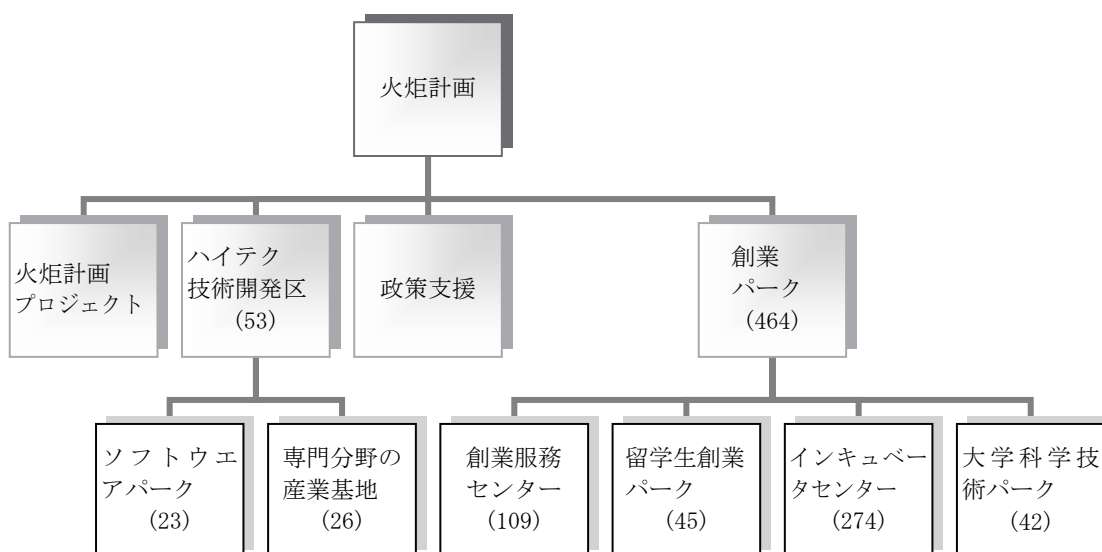 火炬計画
火炬計画
プロジェクト
ハイテク
技術開発区
(53)
政策支援
創業
パーク
(464)
ソフトウエ
アパーク
(23)
専門分野の
産業基地
(26)
創業服務
センター
(109)
留学生創業
パーク
(45)
インキュベー
タセンター
(274)
大学科学技
術パーク
(42)